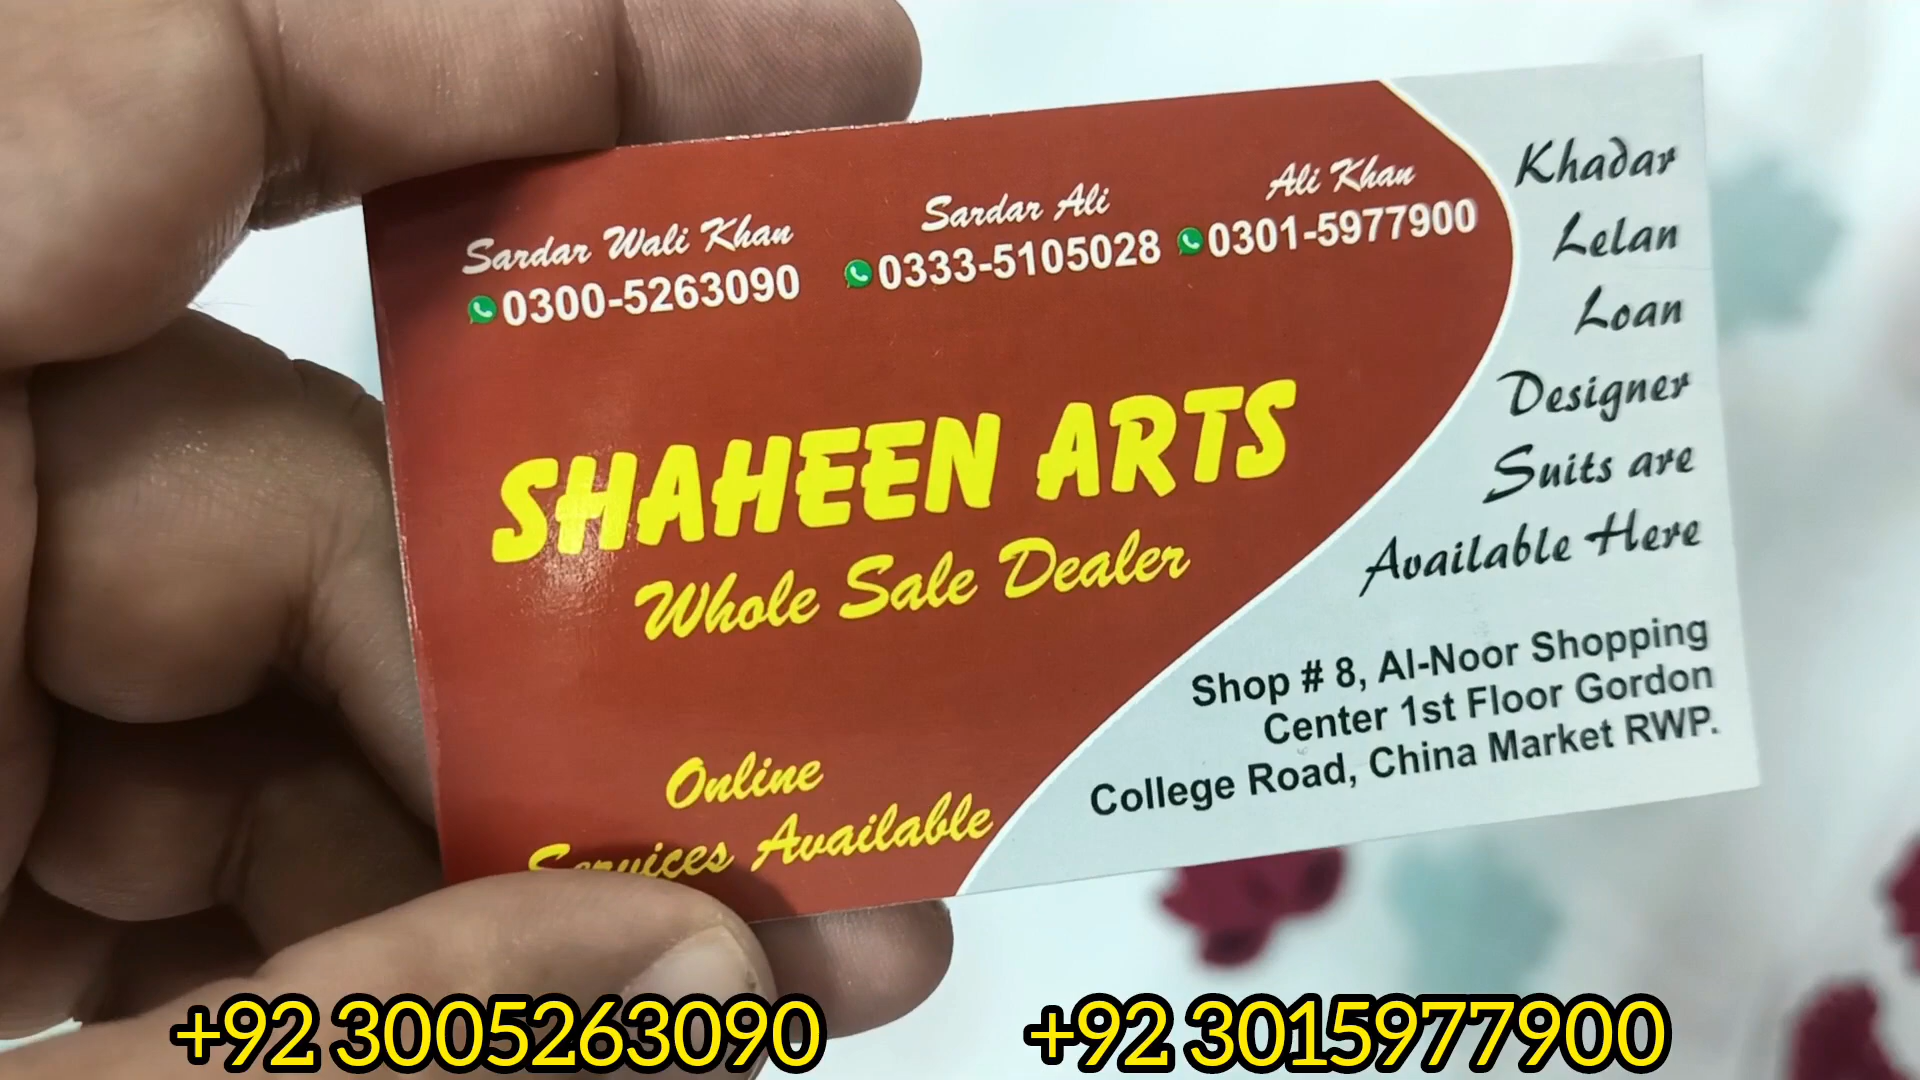 Sardar Wali Khan
0300-5263090
Sardar Ali
0333-5105028
Ali Khan
0301-5977900
SHAHEEN ARTS
Whole Sale Dealer
Online
Services Available
Khadar
Lelan
Loan
Designer
Suits are
Available Here
Shop # 8, Al-Noor Shopping
Center 1st Floor Gordon
College Road, China Market RWP.
+92 3005263090
+92 3015977900